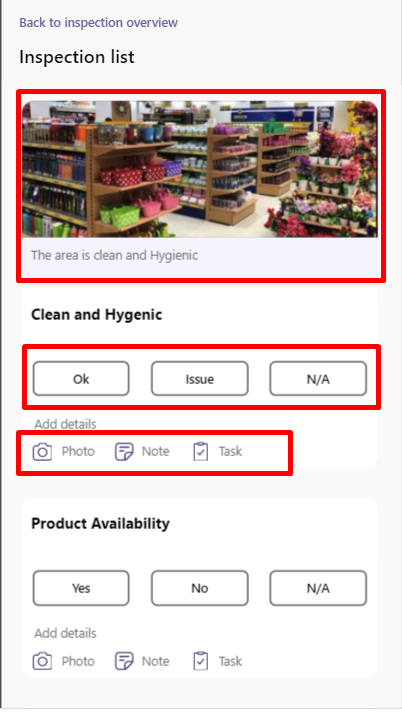 Back to inspection overview
Inspection list
The area is clean and Hygienic
Clean and Hygenic
Ok Issue N/A
Add details
Photo Note Task
Product Availability
Yes No N/A
Add details
Photo Note Task